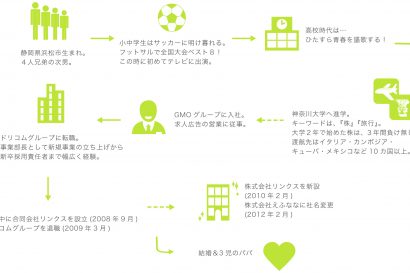 静岡県浜松市生まれ。
4人兄弟の次男。
小中学生はサッカーに明け暮れる。
フットサルで全国大会ベスト8！
この時に初めてテレビに出演。
高校時代は…
ひたすら青春を謳歌する！
神奈川大学へ進学。
キーワードは、『株』『旅行』。
大学2年で始めた株は、3年間負け無し
渡航先はイタリア・カンボジア・
キューバ・メキシコなど10カ国以上。
GMOグループに入社。
求人広告の営業に従事。
ドリコムグループに転職。
事業部長として新規事業の立ち上げから
新卒採用責任者まで幅広く経験。
中に合同会社リンクスを設立(2008年9月)
コムグループを退職(2009年3月)
株式会社リンクスを新設
(2010年2月)
株式会社えふななに社名変更
(2012年2月)
結婚&3児のパパ